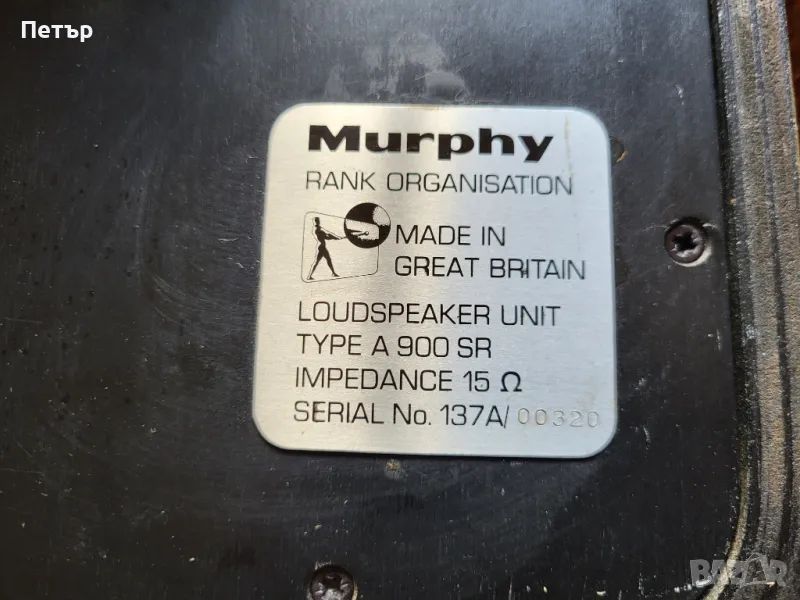 Петър
Murphy
RANK ORGANISATION
MADE IN
GREAT BRITAIN
LOUDSPEAKER UNIT
TYPE A 900 SR
IMPEDANCE 15 Ω
SERIAL No. 137A/ 00320
BAZAR